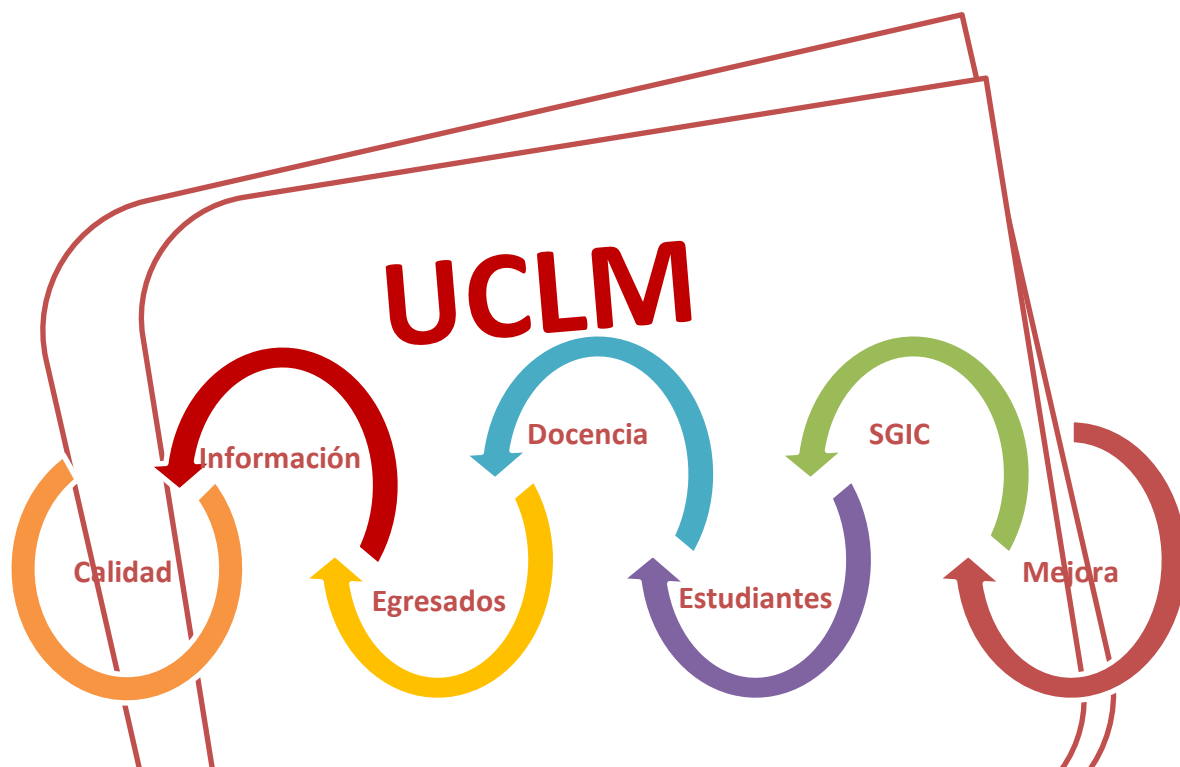 UCLM
Información
Docencia
SGIC
Calidad
Egresados
Estudiantes
Mejora